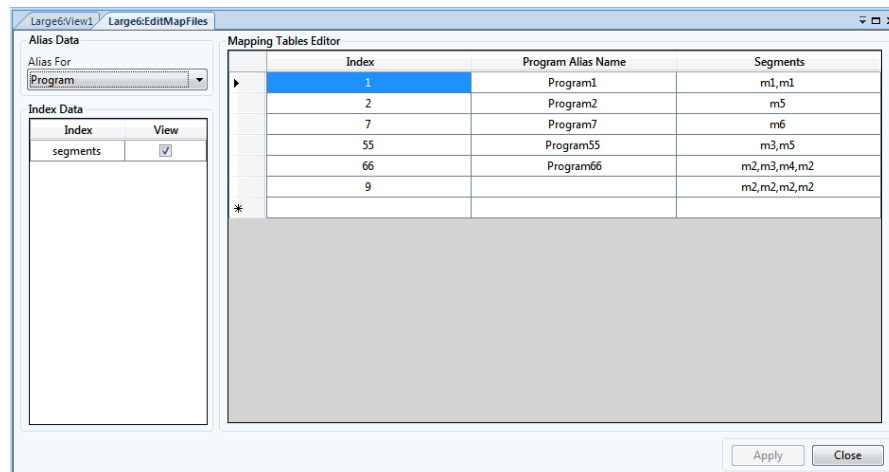 Large6:View1 Large6:EditMapFiles
Alias Data
Alias For
Program
Index Data
Index View
segments
Mapping Tables Editor
Index Program Alias Name Segments
1 Program1 m1,m1
2 Program2 m5
7 Program7 m6
55 Program55 m3,m5
66 Program66 m2,m3,m4,m2
9 m2,m2,m2,m2
Apply Close